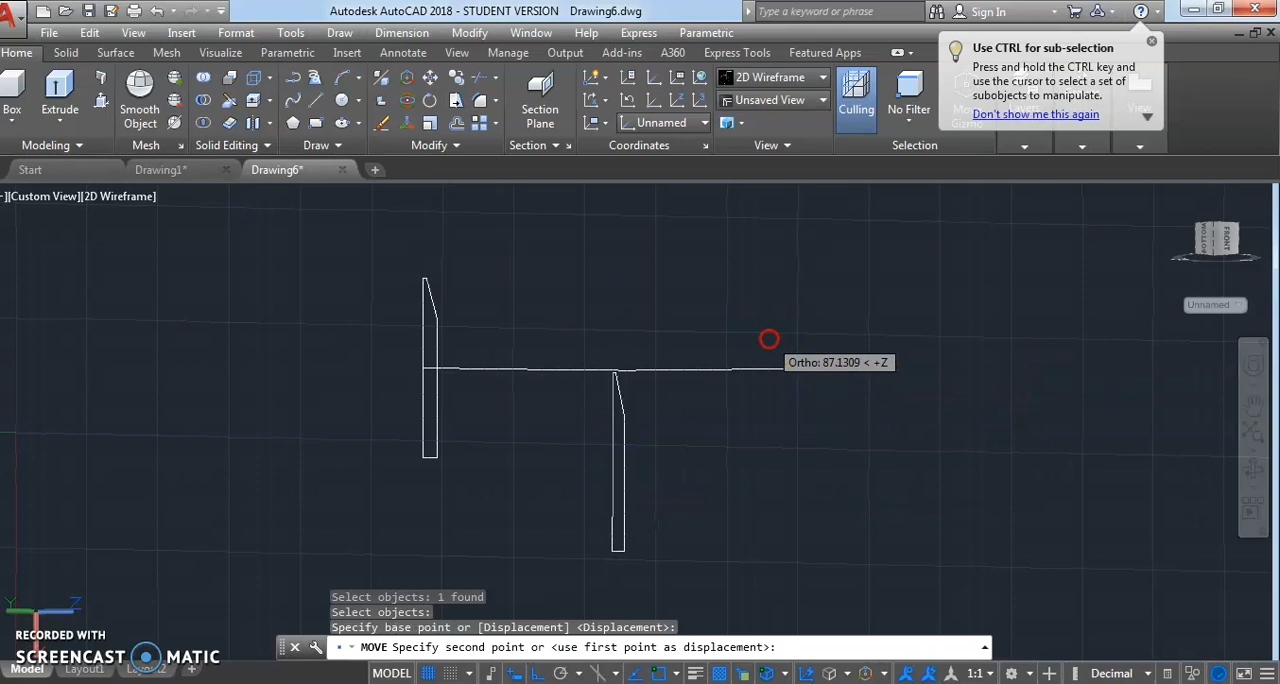 Autodesk AutoCAD 2018 - STUDENT VERSION Drawing6.dwg
Type a keyword or phrase
Sign In
File Edit View Insert Format Tools Draw Dimension Modify Window Help Express Parametric
Home Solid Surface Mesh Visualize Parametric Insert Annotate View Manage Output Add-ins A360 Express Tools Featured Apps
Use CTRL for sub-selection
Press and hold the CTRL key and
use the cursor to select a set of
subobjects to manipulate.
Don't show me this again
2D Wireframe
Unsaved View
Unnamed
Box Extrude Smooth
Object Section
Plane Culling No Filter
Modeling Mesh Solid Editing Draw Modify Section Coordinates View Selection
Start Drawing1* Drawing6*
][Custom View][2D Wireframe]
BOTTOM FRONT
Unnamed
Ortho: 87.1309 < +Z
Select objects: 1 found
Select objects:
Specify base point or [Displacement] <Displacement>:
MOVE Specify second point or <use first point as displacement>:
Y Z
RECORDED WITH
SCREENCAST MATIC
Model Layout1
MODEL 1:1 Decimal